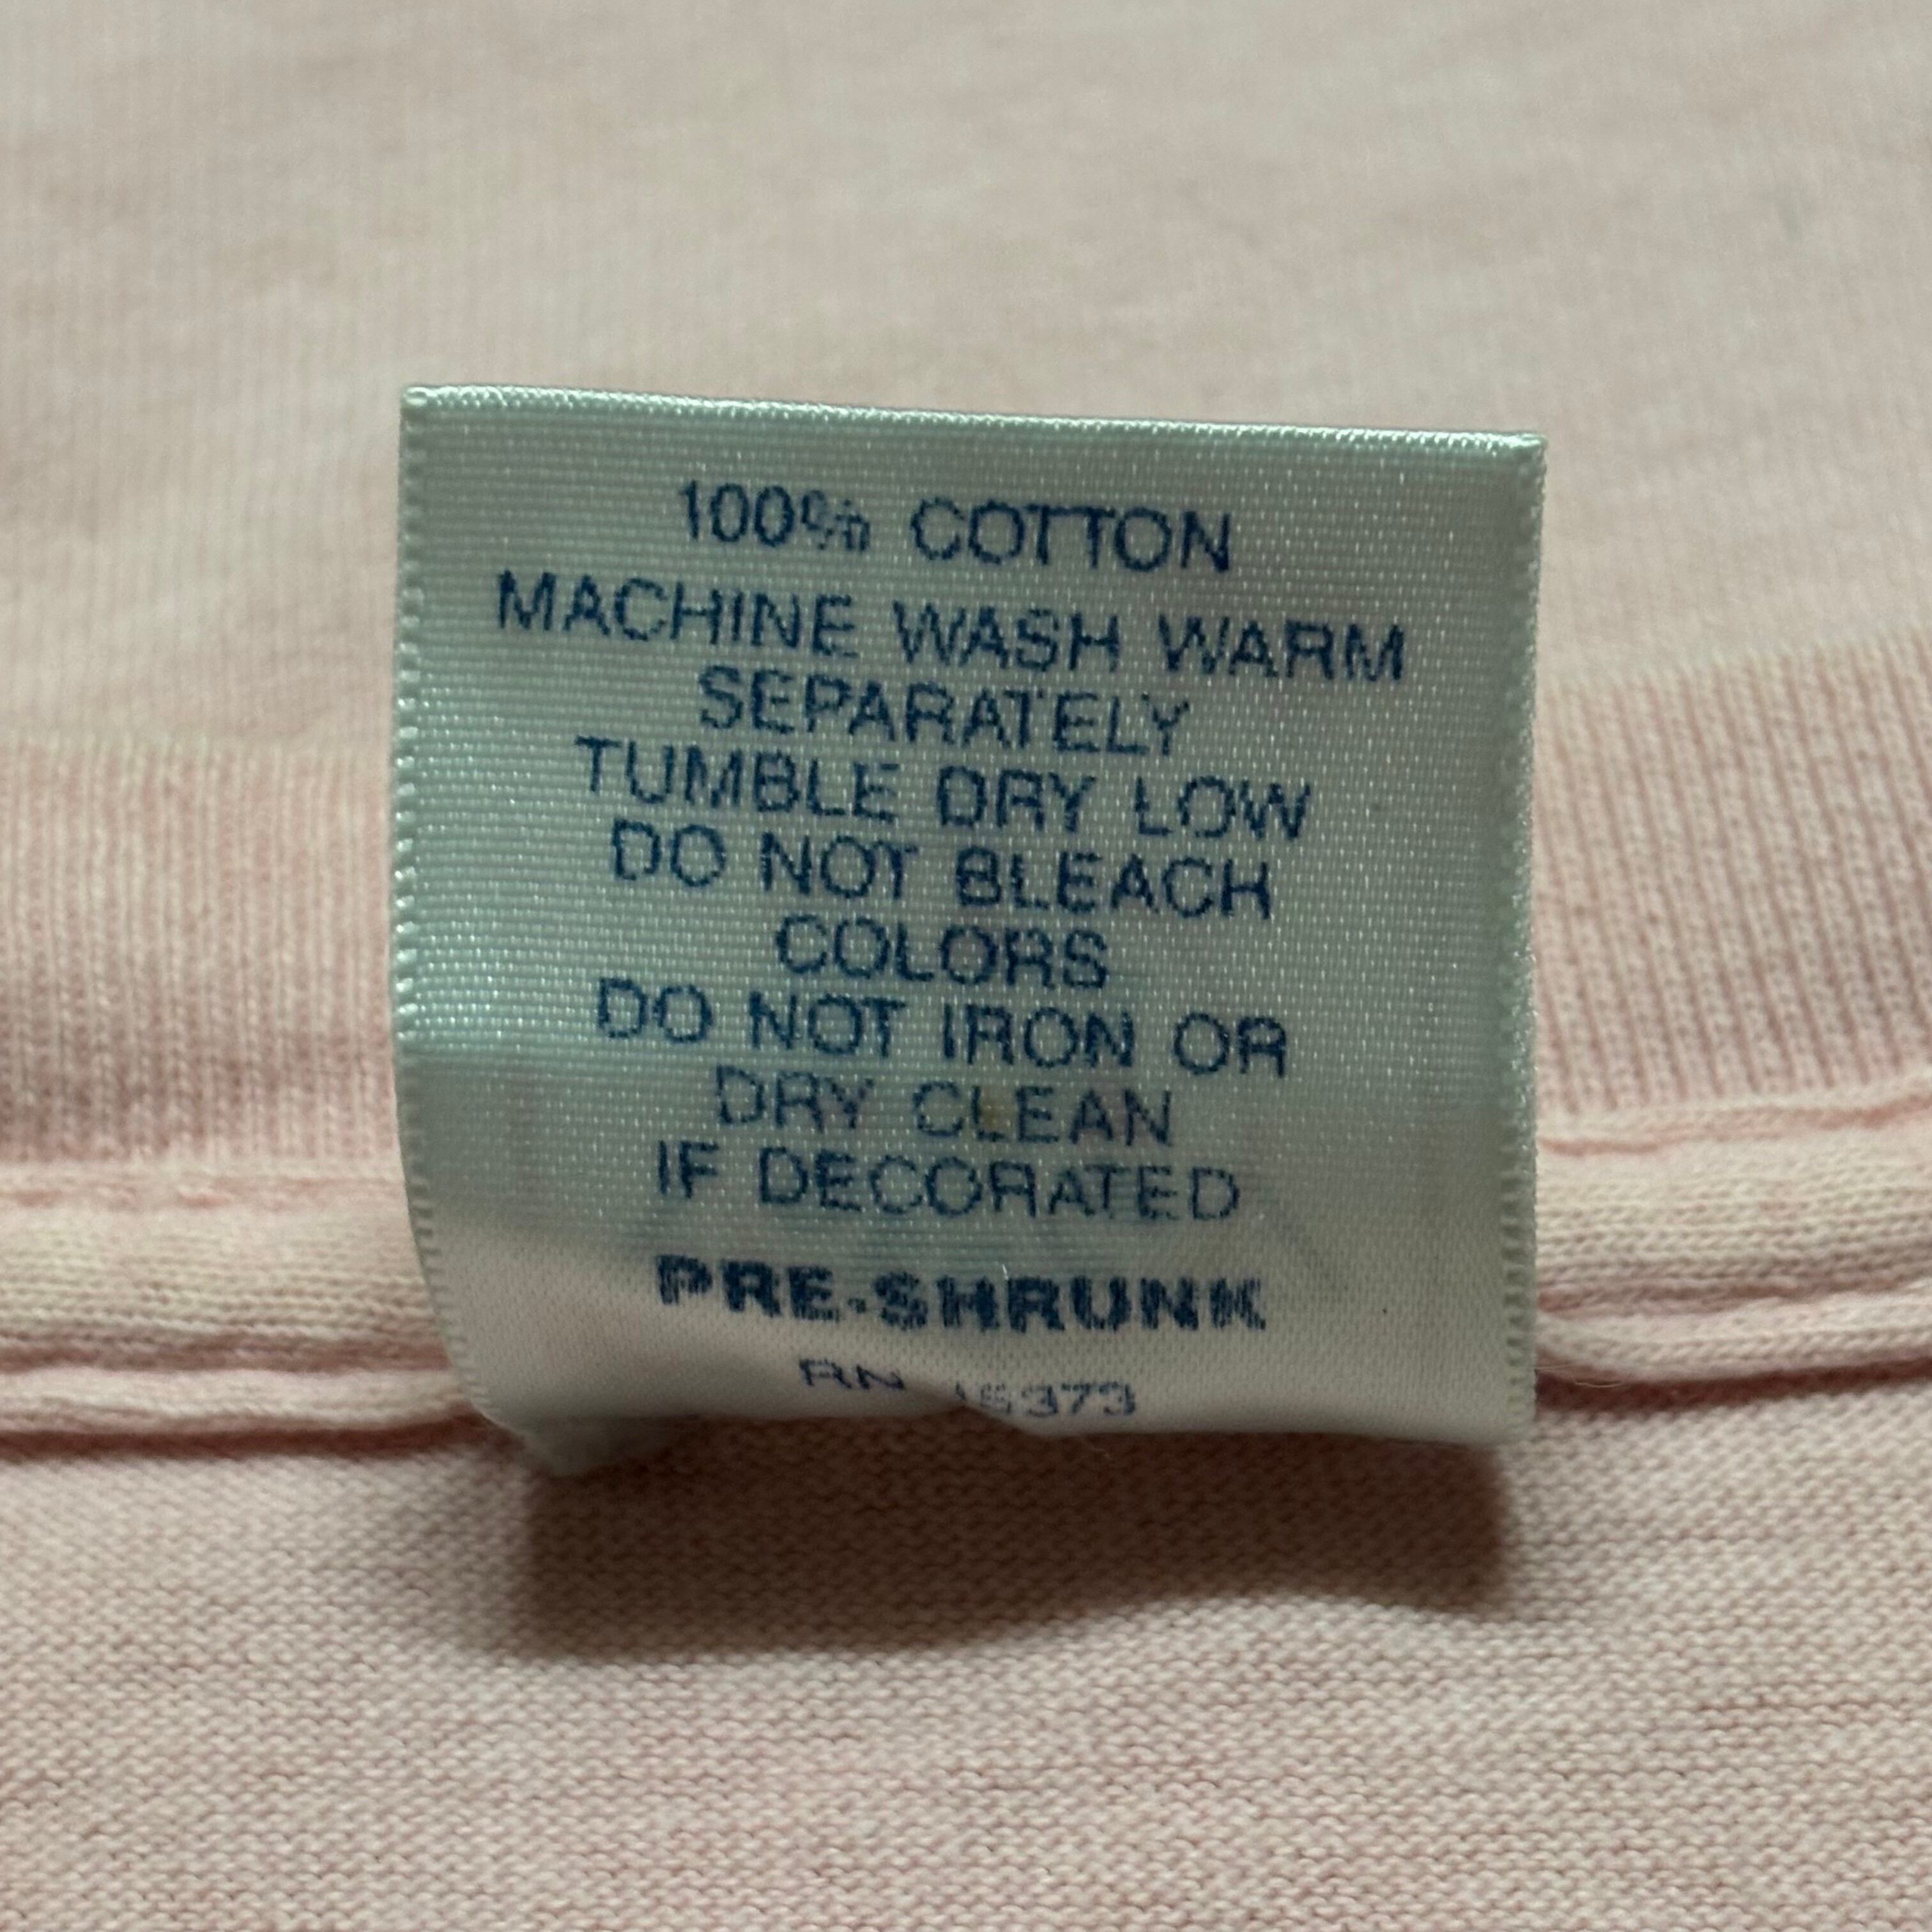 100% COTTON
MACHINE WASH WARM
SEPARATELY
TUMBLE DRY LOW
DO NOT BLEACH
COLORS
DO NOT IRON OR
DRY CLEAN
IF DECORATED
PRE-SHRUNK
RN